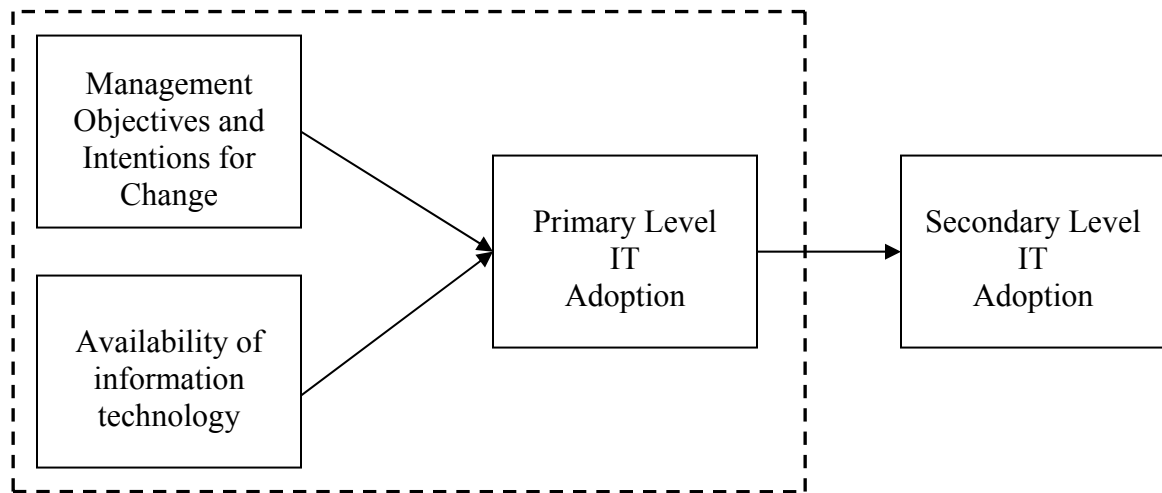 Management
Objectives and
Intentions for
Change
Availability of
information
technology
Primary Level
IT
Adoption
Secondary Level
IT
Adoption